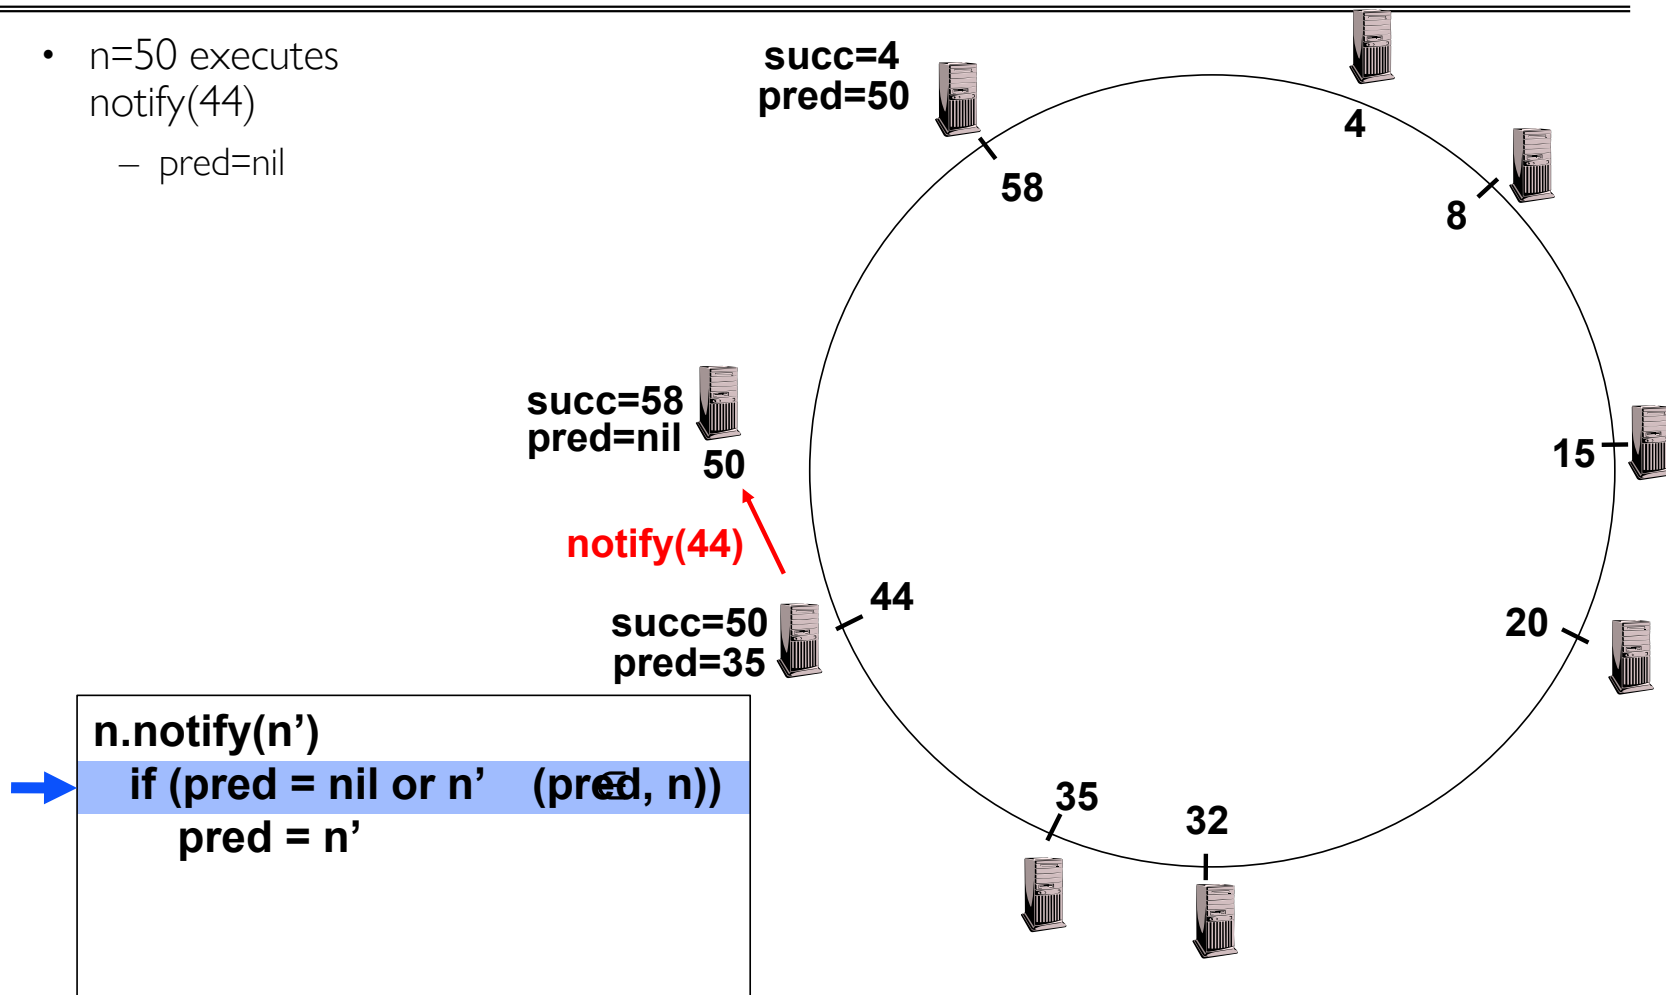 • n=50 executes
notify(44)
– pred=nil
succ=4
pred=50
4
58
8
succ=58
pred=nil
50
15
notify(44)
44
succ=50
pred=35
20
35
32
n.notify(n’)
if (pred = nil or n’ ∈ (pred, n))
pred = n’